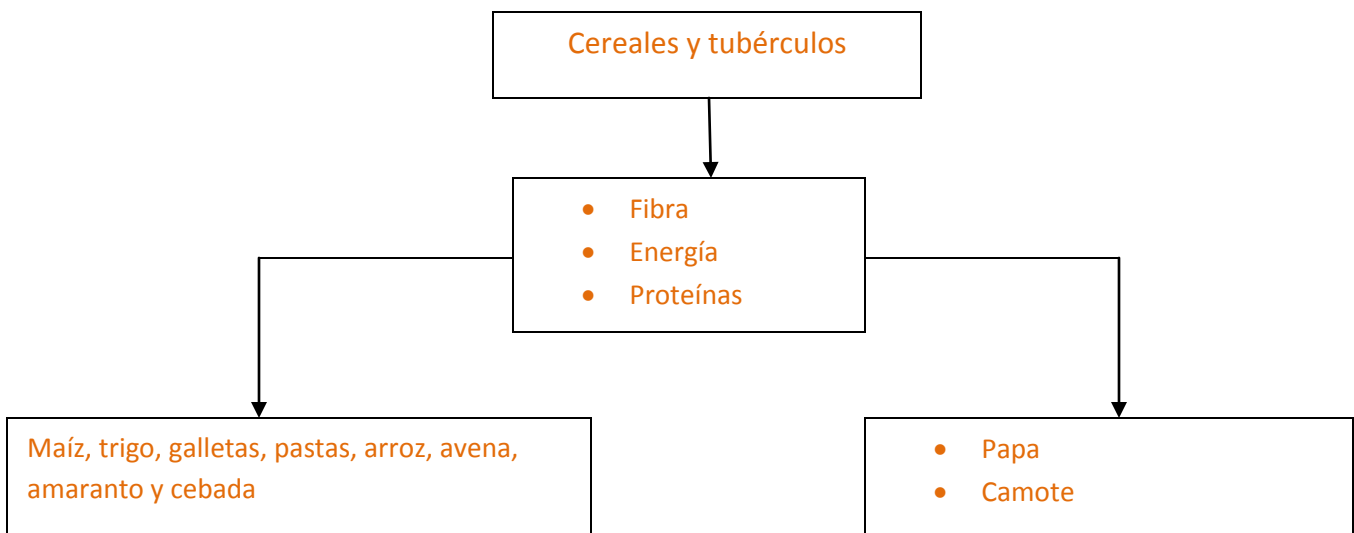 Cereales y tubérculos
• Fibra
• Energía
• Proteínas
Maíz, trigo, galletas, pastas, arroz, avena,
amaranto y cebada
• Papa
• Camote